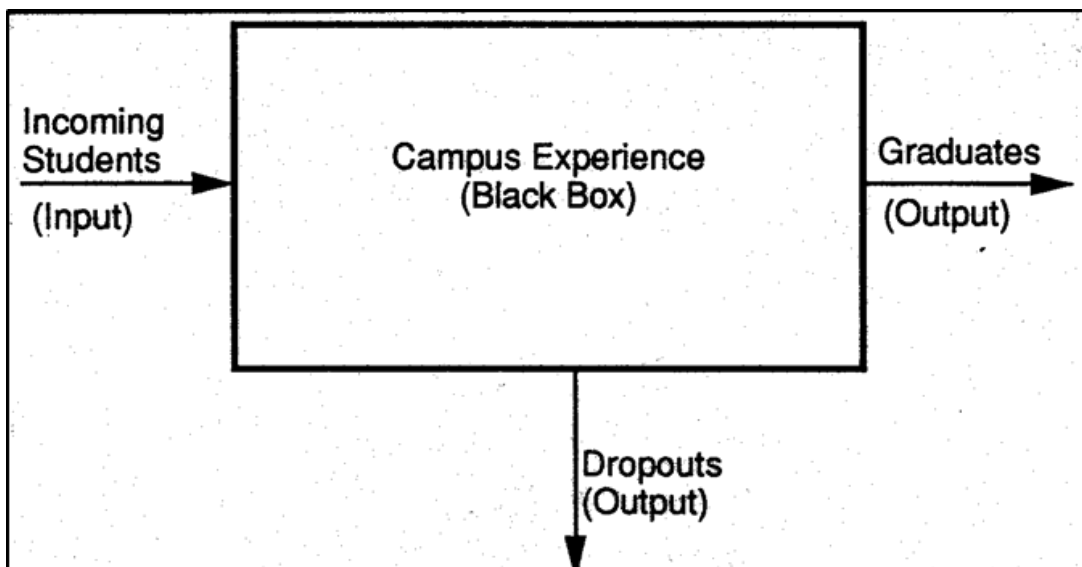 Incoming
Students
(Input)
Campus Experience
(Black Box)
Graduates
(Output)
Dropouts
(Output)